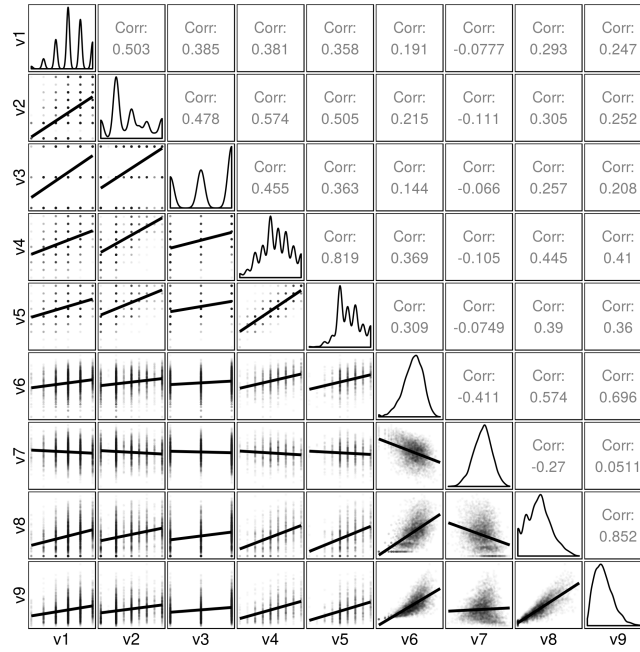 v1 Corr: Corr: Corr: Corr: Corr: Corr: Corr: Corr:
0.503 0.385 0.381 0.358 0.191 -0.0777 0.293 0.247
v2 Corr: Corr: Corr: Corr: Corr: Corr: Corr:
0.478 0.574 0.505 0.215 -0.111 0.305 0.252
v3 Corr: Corr: Corr: Corr: Corr: Corr:
0.455 0.363 0.144 -0.066 0.257 0.208
v4 Corr: Corr: Corr: Corr: Corr:
0.819 0.369 -0.105 0.445 0.41
v5 Corr: Corr: Corr: Corr:
0.309 -0.0749 0.39 0.36
v6 Corr: Corr: Corr:
-0.411 0.574 0.696
v7 Corr: Corr:
-0.27 0.0511
v8 Corr:
0.852
v9
v1 v2 v3 v4 v5 v6 v7 v8 v9